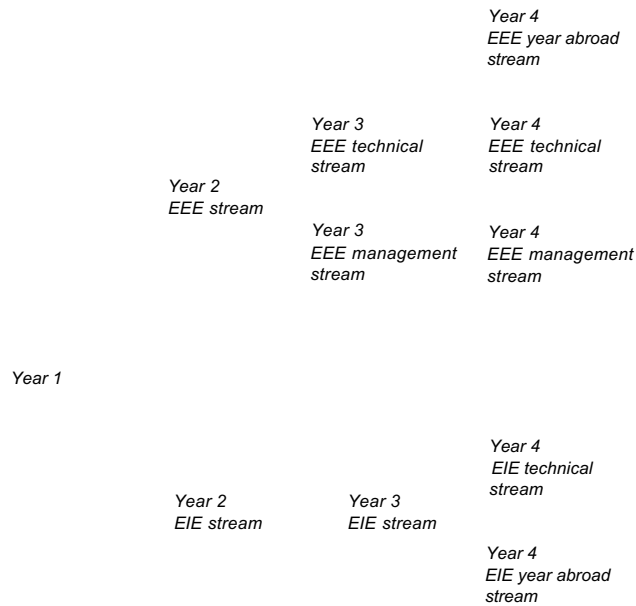 Year 4
EEE year abroad
stream
Year 3
EEE technical
stream
Year 4
EEE technical
stream
Year 2
EEE stream
Year 3
EEE management
stream
Year 4
EEE management
stream
Year 1
Year 4
EIE technical
stream
Year 2
EIE stream
Year 3
EIE stream
Year 4
EIE year abroad
stream